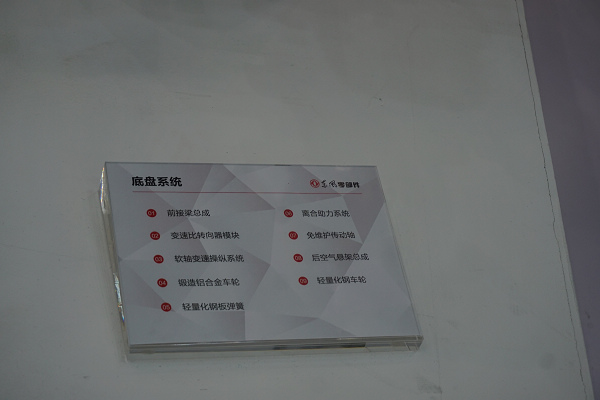 底盘系统
东风零部件
01 前接梁总成
02 变速比转向器模块
03 软轴变速操纵系统
04 锻造铝合金车轮
05 轻量化钢板弹簧
06 离合助力系统
07 免维护传动轴
08 后空气悬架总成
09 轻量化钢车轮